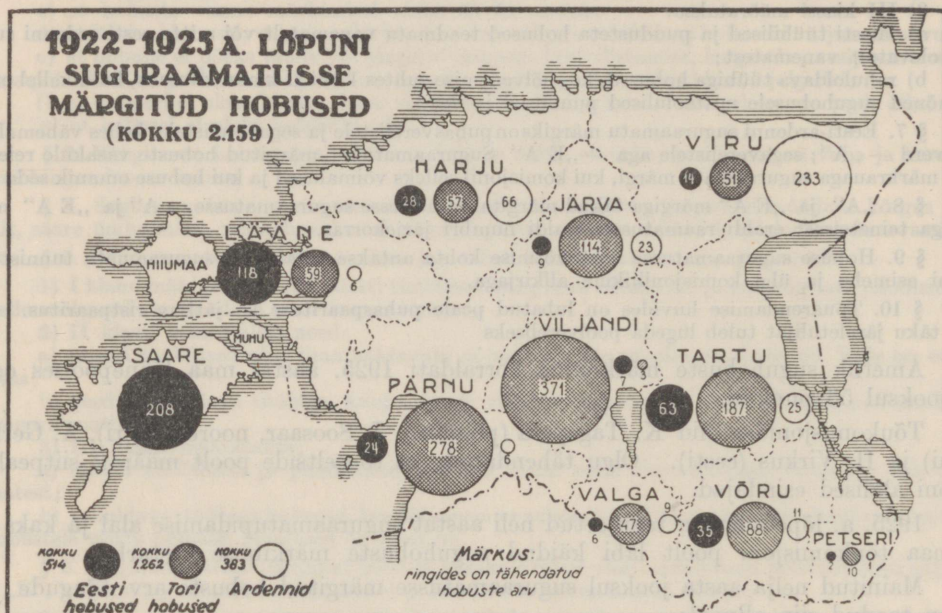 1922-1925 A. LÕPUNI
SUGURAAMATUSSE
MÄRGITUD HOBUSED
(KOKKU 2.159)
HARJU
28
57
66
VIRU
14
51
233
JÄRVA
114
23
LÄÄNE
HIIUMAA
118
59
MUHU
SAARE
208
PÄRNU
24
278
6
VILJANDI
371
7
TARTU
63
187
25
VALGA
6
47
9
VÕRU
35
88
11
PETSERI
10
KOKKU
514
KOKKU
1.262
KOKKU
383
Eesti
hobused
Tori
hobused
Ardennid
Märkus:
ringides on tähendatud
hobuste arv